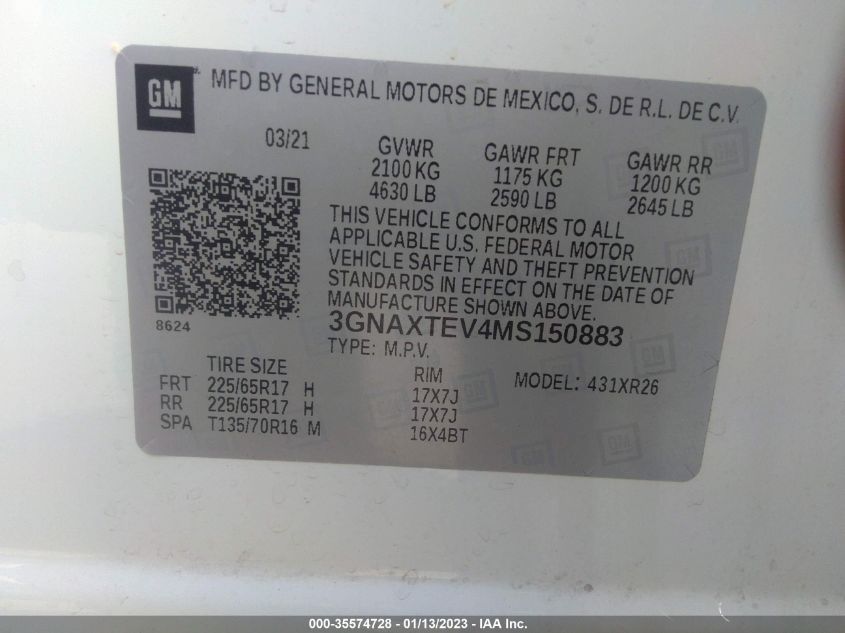 GM
MFD BY GENERAL MOTORS DE MEXICO, S. DE R.L. DE C.V.
03/21
GVWR GAWR FRT GAWR RR
2100 KG 1175 KG 1200 KG
4630 LB 2590 LB 2645 LB
THIS VEHICLE CONFORMS TO ALL
APPLICABLE U.S. FEDERAL MOTOR
VEHICLE SAFETY AND THEFT PREVENTION
STANDARDS IN EFFECT ON THE DATE OF
MANUFACTURE SHOWN ABOVE.
8624
3GNAXTEV4MS150883
TYPE: M.P.V.
TIRE SIZE RIM MODEL: 431XR26
FRT 225/65R17 H 17X7J
RR 225/65R17 H 17X7J
SPA T135/70R16 M 16X4BT
000-35574728 - 01/13/2023 - IAAI Inc.